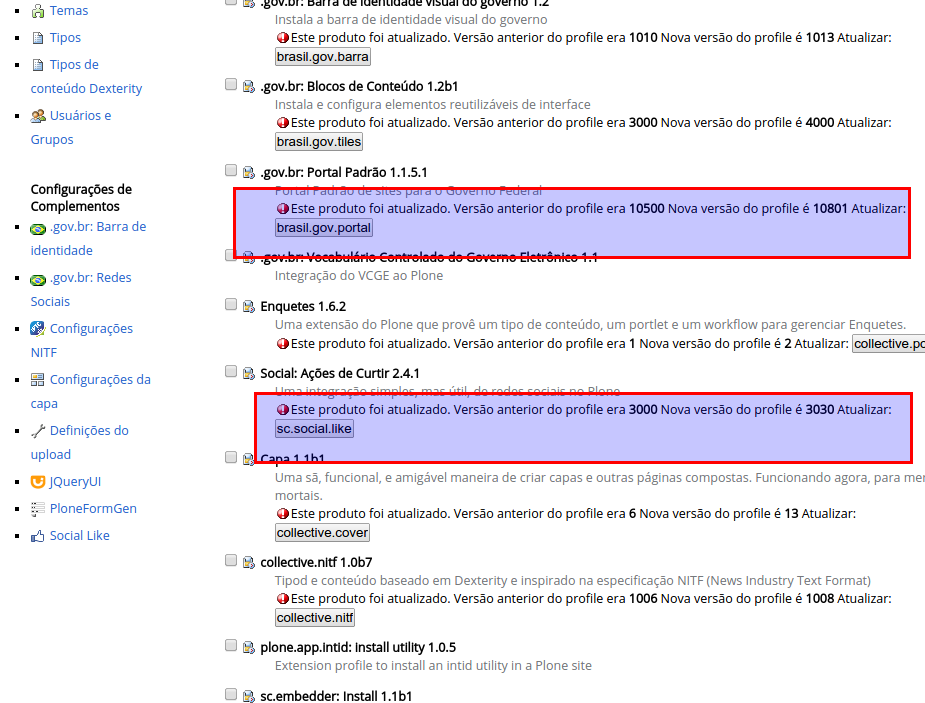 Temas
Tipos
Tipos de
conteúdo Dexterity
Usuários e
Grupos
Configurações de
Complementos
.gov.br: Barra de
identidade
.gov.br: Redes
Sociais
Configurações
NITF
Configurações da
capa
Definições do
upload
JQueryUI
PloneFormGen
Social Like
.gov.br: Barra de identidade visual do governo 1.2
Instala a barra de identidade visual do governo
Este produto foi atualizado. Versão anterior do profile era 1010 Nova versão do profile é 1013 Atualizar:
brasil.gov.barra
.gov.br: Blocos de Conteúdo 1.2b1
Instala e configura elementos reutilizáveis de interface
Este produto foi atualizado. Versão anterior do profile era 3000 Nova versão do profile é 4000 Atualizar:
brasil.gov.tiles
.gov.br: Portal Padrão 1.1.5.1
Portal Padrão de sites para o Governo Federal
Este produto foi atualizado. Versão anterior do profile era 10500 Nova versão do profile é 10801 Atualizar:
brasil.gov.portal
.gov.br: Vocabulário Controlado do Governo Eletrônico 1.1
Integração do VCGE ao Plone
Enquetes 1.6.2
Uma extensão do Plone que provê um tipo de conteúdo, um portlet e um workflow para gerenciar Enquetes.
Este produto foi atualizado. Versão anterior do profile era 1 Nova versão do profile é 2 Atualizar: collective.po
Social: Ações de Curtir 2.4.1
Uma integração simples, mas útil, de redes sociais no Plone
Este produto foi atualizado. Versão anterior do profile era 3000 Nova versão do profile é 3030 Atualizar:
sc.social.like
Capa 1.1b1
Uma sã, funcional, e amigável maneira de criar capas e outras páginas compostas. Funcionando agora, para mer
mortais.
Este produto foi atualizado. Versão anterior do profile era 6 Nova versão do profile é 13 Atualizar:
collective.cover
collective.nitf 1.0b7
Tipod e conteúdo baseado em Dexterity e inspirado na especificação NITF (News Industry Text Format)
Este produto foi atualizado. Versão anterior do profile era 1006 Nova versão do profile é 1008 Atualizar:
collective.nitf
plone.app.intid: Install utility 1.0.5
Extension profile to install an intid utility in a Plone site
sc.embedder: Install 1.1b1